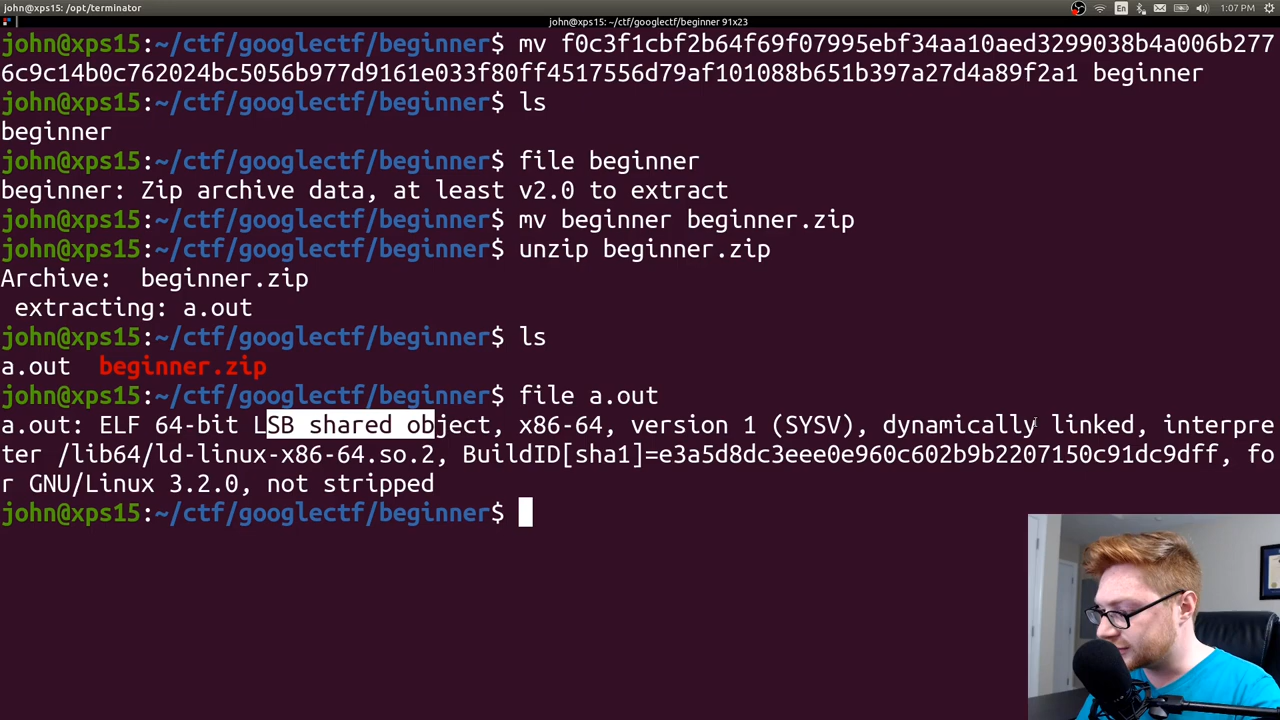 john@xps15: /opt/terminator
En
1:07 PM
john@xps15: ~/ctf/googlectf/beginner 91x23
john@xps15:~/ctf/googlectf/beginner$ mv f0c3f1cbf2b64f69f07995ebf34aa10aed3299038b4a006b277
6c9c14b0c762024bc5056b977d9161e033f80ff4517556d79af101088b651b397a27d4a89f2a1 beginner
john@xps15:~/ctf/googlectf/beginner$ ls
beginner
john@xps15:~/ctf/googlectf/beginner$ file beginner
beginner: Zip archive data, at least v2.0 to extract
john@xps15:~/ctf/googlectf/beginner$ mv beginner beginner.zip
john@xps15:~/ctf/googlectf/beginner$ unzip beginner.zip
Archive:  beginner.zip
 extracting: a.out
john@xps15:~/ctf/googlectf/beginner$ ls
a.out  beginner.zip
john@xps15:~/ctf/googlectf/beginner$ file a.out
a.out: ELF 64-bit LSB shared object, x86-64, version 1 (SYSV), dynamically linked, interpre
ter /lib64/ld-linux-x86-64.so.2, BuildID[sha1]=e3a5d8dc3eee0e960c602b9b2207150c91dc9dff, fo
r GNU/Linux 3.2.0, not stripped
john@xps15:~/ctf/googlectf/beginner$